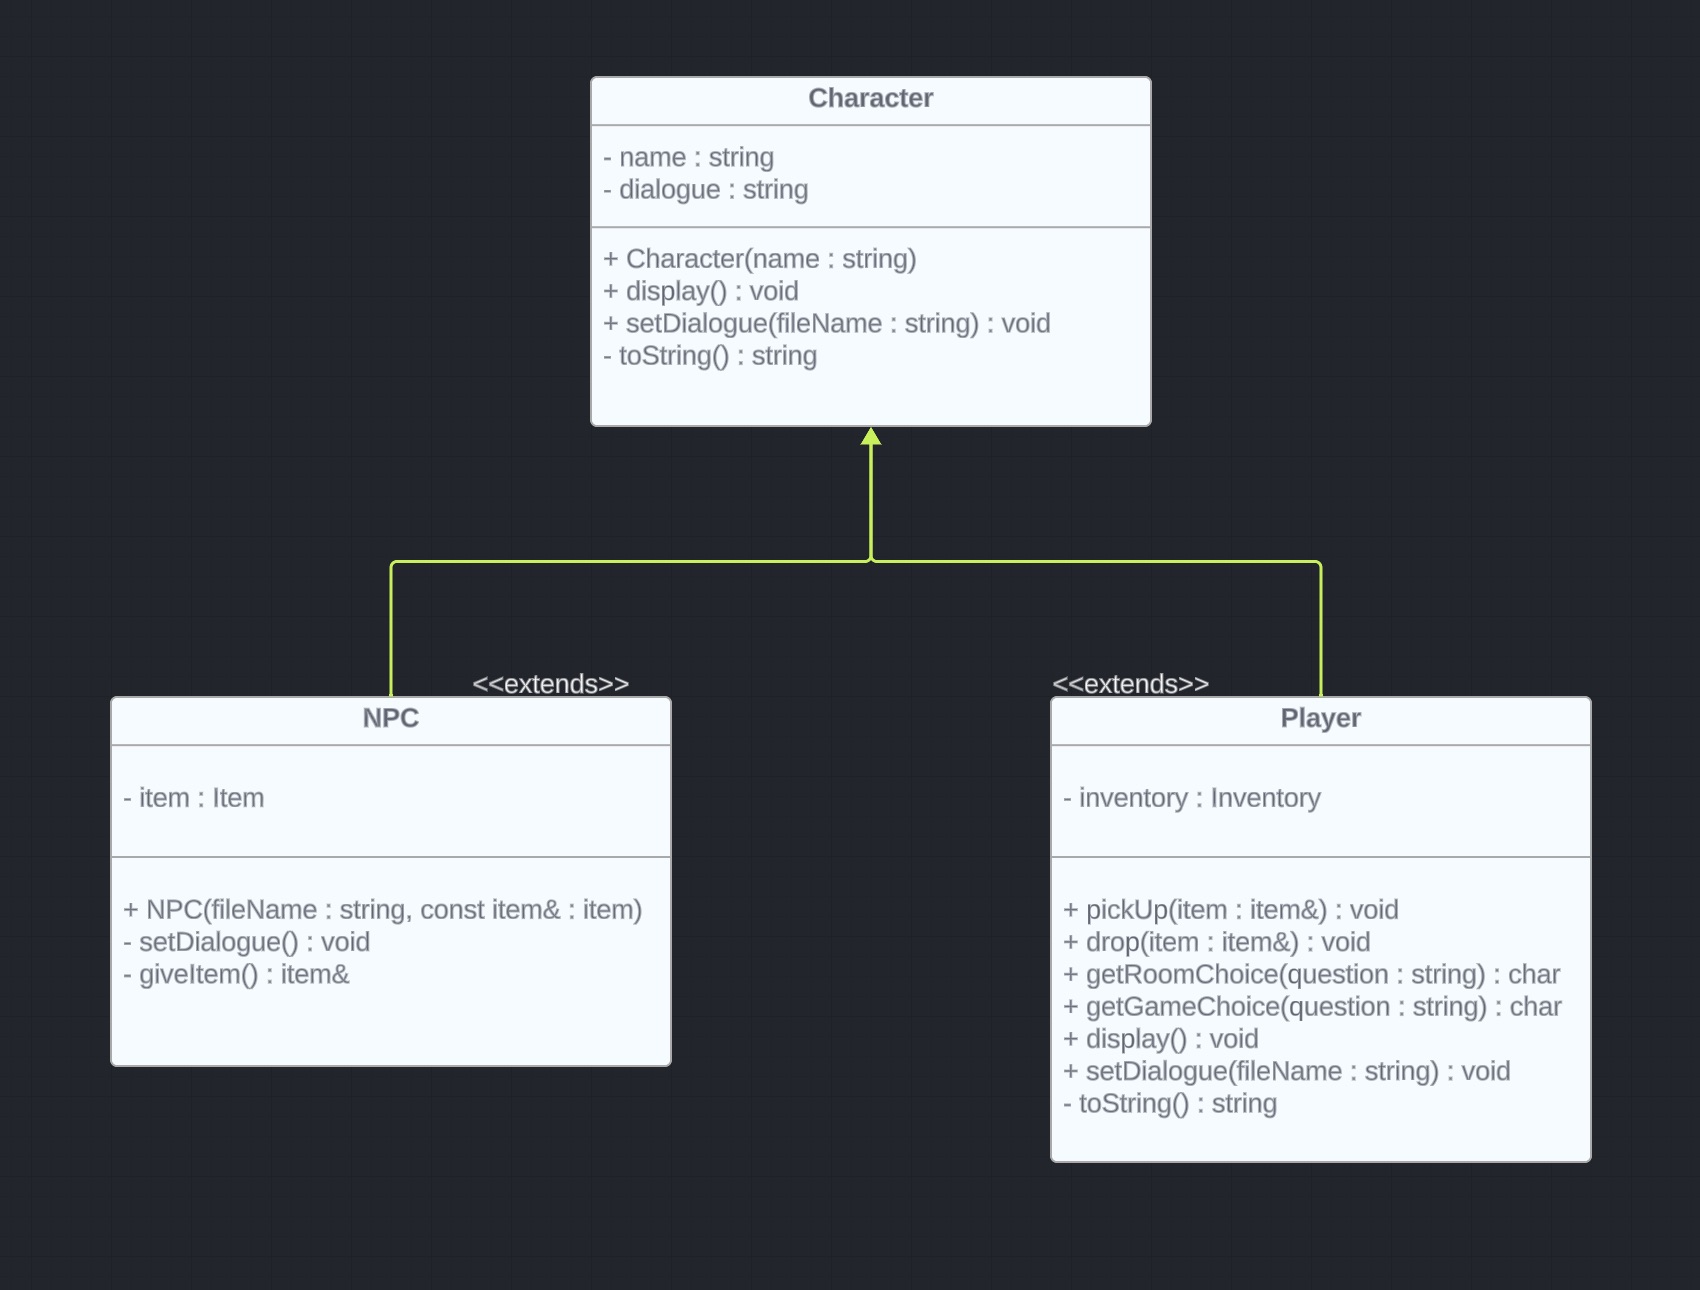 Character
- name : string
- dialogue : string
+ Character(name : string)
+ display() : void
+ setDialogue(fileName : string) : void
- toString() : string
<<extends>>
NPC
- item : Item
+ NPC(fileName : string, const item& : item)
- setDialogue() : void
- giveItem() : item&
<<extends>>
Player
- inventory : Inventory
+ pickUp(item : item&) : void
+ drop(item : item&) : void
+ getRoomChoice(question : string) : char
+ getGameChoice(question : string) : char
+ display() : void
+ setDialogue(fileName : string) : void
- toString() : string